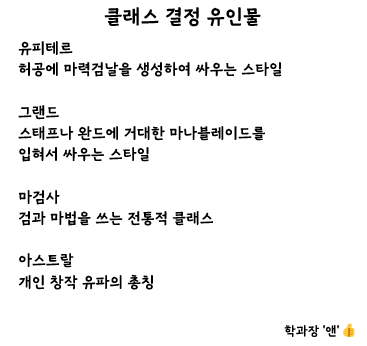 클래스 결정 유인물
유피테르
허공에 마력검날을 생성하여 싸우는 스타일
그랜드
스태프나 완드에 거대한 마나블레이드를
입혀서 싸우는 스타일
마검사
검과 마법을 쓰는 전통적 클래스
아스트랄
개인 창작 유파의 총칭
학과장 '앤'👍